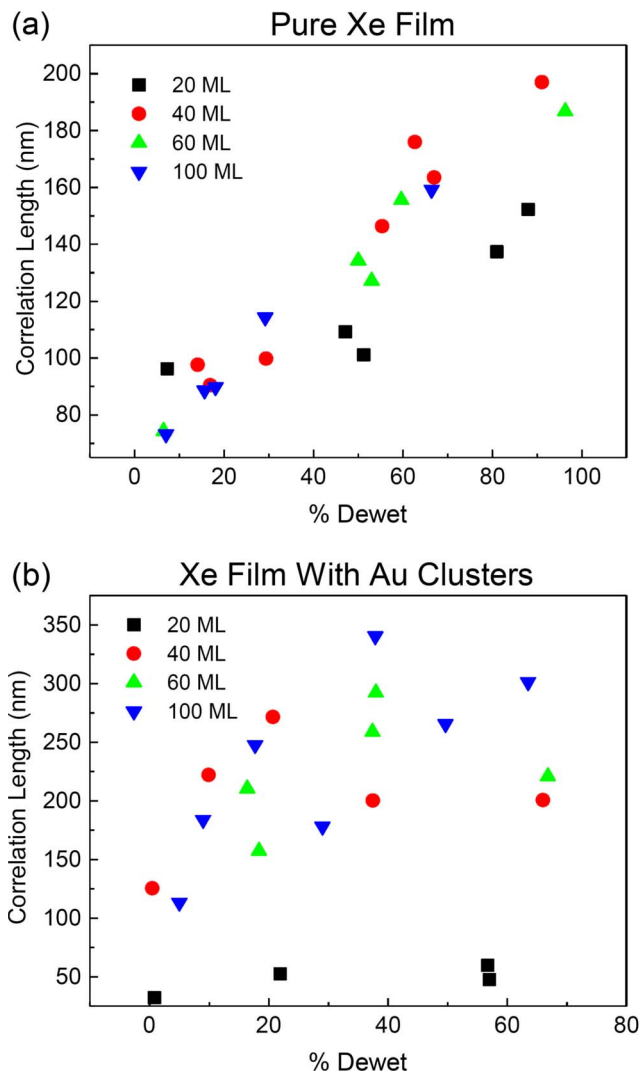 (a) Pure Xe Film
200
180
160
140
120
100
80
Correlation Length (nm)
20 ML
40 ML
60 ML
100 ML
0 20 40 60 80 100
% Dewet
(b) Xe Film With Au Clusters
350
300
250
200
150
100
50
Correlation Length (nm)
20 ML
40 ML
60 ML
100 ML
0 20 40 60 80
% Dewet